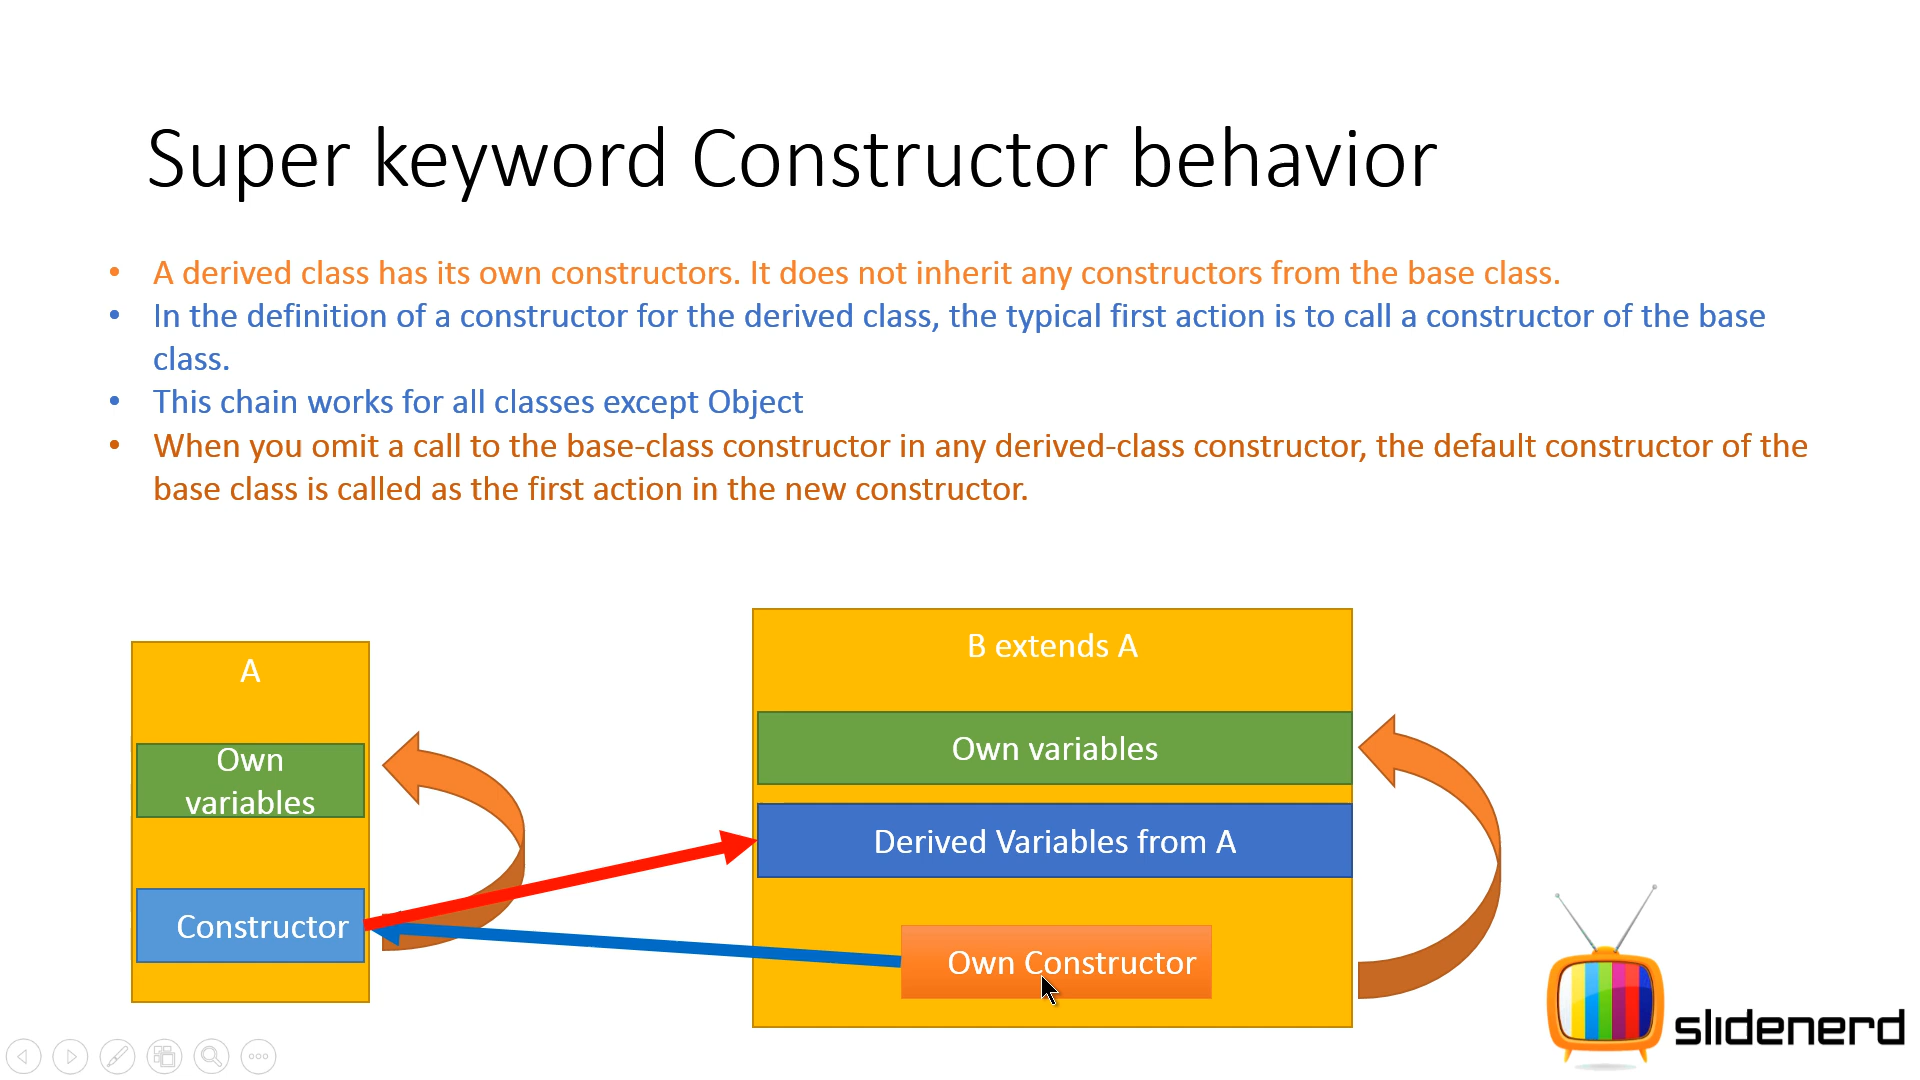 Super keyword Constructor behavior
• A derived class has its own constructors. It does not inherit any constructors from the base class.
• In the definition of a constructor for the derived class, the typical first action is to call a constructor of the base
class.
• This chain works for all classes except Object
• When you omit a call to the base-class constructor in any derived-class constructor, the default constructor of the
base class is called as the first action in the new constructor.
A
Own
variables
Constructor
B extends A
Own variables
Derived Variables from A
Own Constructor
slidenerd